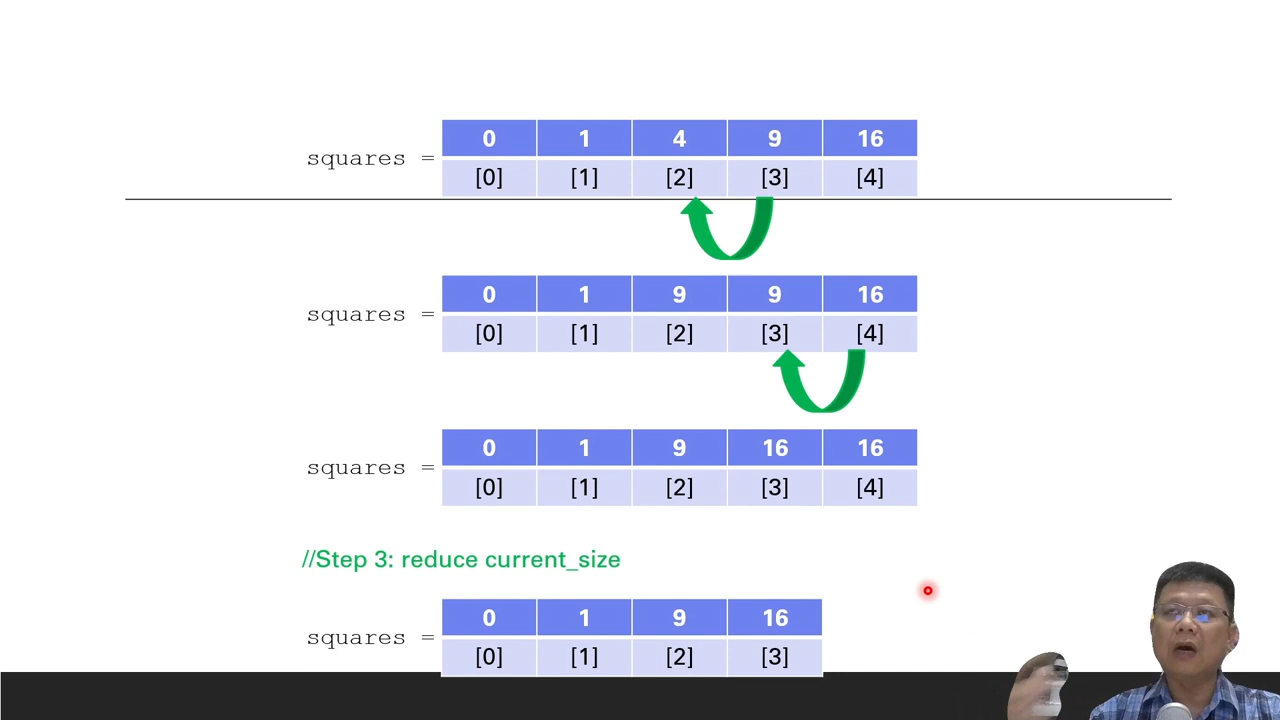 0 1 4 9 16
squares =
[0] [1] [2] [3] [4]
0 1 9 9 16
squares =
[0] [1] [2] [3] [4]
0 1 9 16 16
squares =
[0] [1] [2] [3] [4]
//Step 3: reduce current_size
0 1 9 16
squares =
[0] [1] [2] [3]